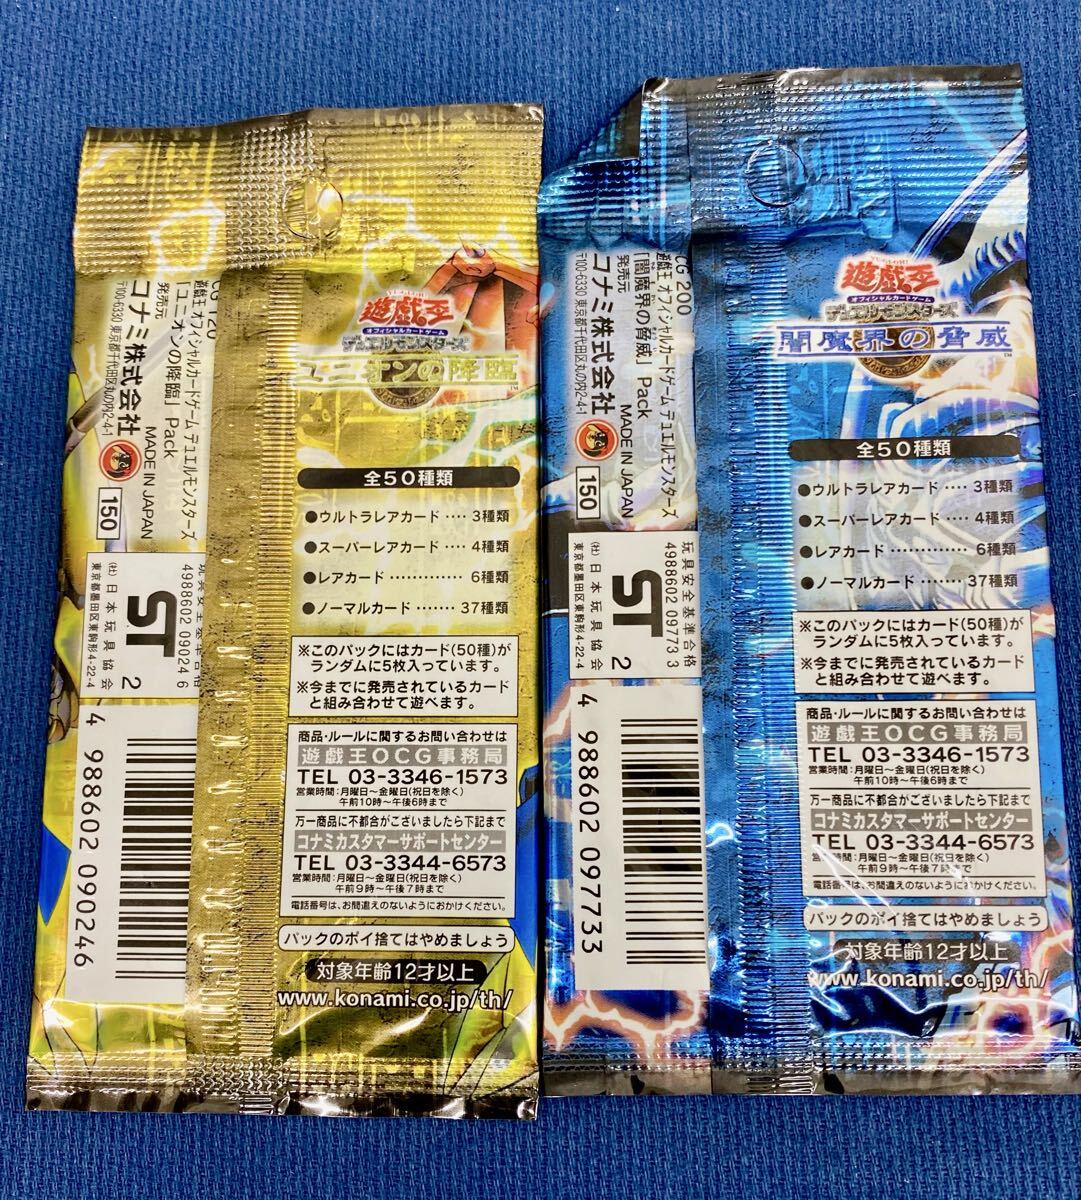 YU-GI-OH!
遊戯王
オフィシャルカードゲーム
デュエルモンスターズ
ユニオンの降臨
™
全50種類
●ウルトラレアカード ‥‥ 3種類
●スーパーレアカード ‥‥ 4種類
●レアカード ‥‥‥‥‥‥ 6種類
●ノーマルカード ‥‥‥ 37種類
※このパックにはカード(50種)が
ランダムに5枚入っています。
※今までに発売されているカード
と組み合わせて遊べます。
商品・ルールに関するお問い合わせは
遊戯王OCG事務局
TEL 03-3346-1573
営業時間:月曜日～金曜日(祝日を除く)
午前10時～午後6時まで
万一商品に不都合がございましたら下記まで
コナミカスタマーサポートセンター
TEL 03-3344-6573
営業時間:月曜日～金曜日(祝日を除く)
午前9時～午後7時まで
電話番号は、お間違えのないようにおかけください。
パックのポイ捨てはやめましょう
対象年齢12才以上
www.konami.co.jp/th/
遊戯王 オフィシャルカードゲーム デュエルモンスターズ
「ユニオンの降臨」 Pack
発売元 MADE IN JAPAN
コナミ株式会社
〒100-6330 東京都千代田区丸の内2-4-1
150
玩具安全基準合格
4988602 09024 6
ST
2
(社)日本玩具協会
東京都墨田区東駒形4-22-4
4 988602 090246
YU-GI-OH!
遊戯王
オフィシャルカードゲーム
デュエルモンスターズ
闇魔界の脅威
™
全50種類
●ウルトラレアカード ‥‥ 3種類
●スーパーレアカード ‥‥ 4種類
●レアカード ‥‥‥‥‥‥ 6種類
●ノーマルカード ‥‥‥ 37種類
※このパックにはカード(50種)が
ランダムに5枚入っています。
※今までに発売されているカード
と組み合わせて遊べます。
商品・ルールに関するお問い合わせは
遊戯王OCG事務局
TEL 03-3346-1573
営業時間:月曜日～金曜日(祝日を除く)
午前10時～午後6時まで
万一商品に不都合がございましたら下記まで
コナミカスタマーサポートセンター
TEL 03-3344-6573
営業時間:月曜日～金曜日(祝日を除く)
午前9時～午後7時まで
電話番号は、お間違えのないようにおかけください。
パックのポイ捨てはやめましょう
対象年齢12才以上
www.konami.co.jp/th/
CG 200
遊戯王 オフィシャルカードゲーム デュエルモンスターズ
「闇魔界の脅威」 Pack
発売元 MADE IN JAPAN
コナミ株式会社
〒100-6330 東京都千代田区丸の内2-4-1
150
玩具安全基準合格
4988602 09773 3
ST
2
(社)日本玩具協会
東京都墨田区東駒形4-22-4
4 988602 097733